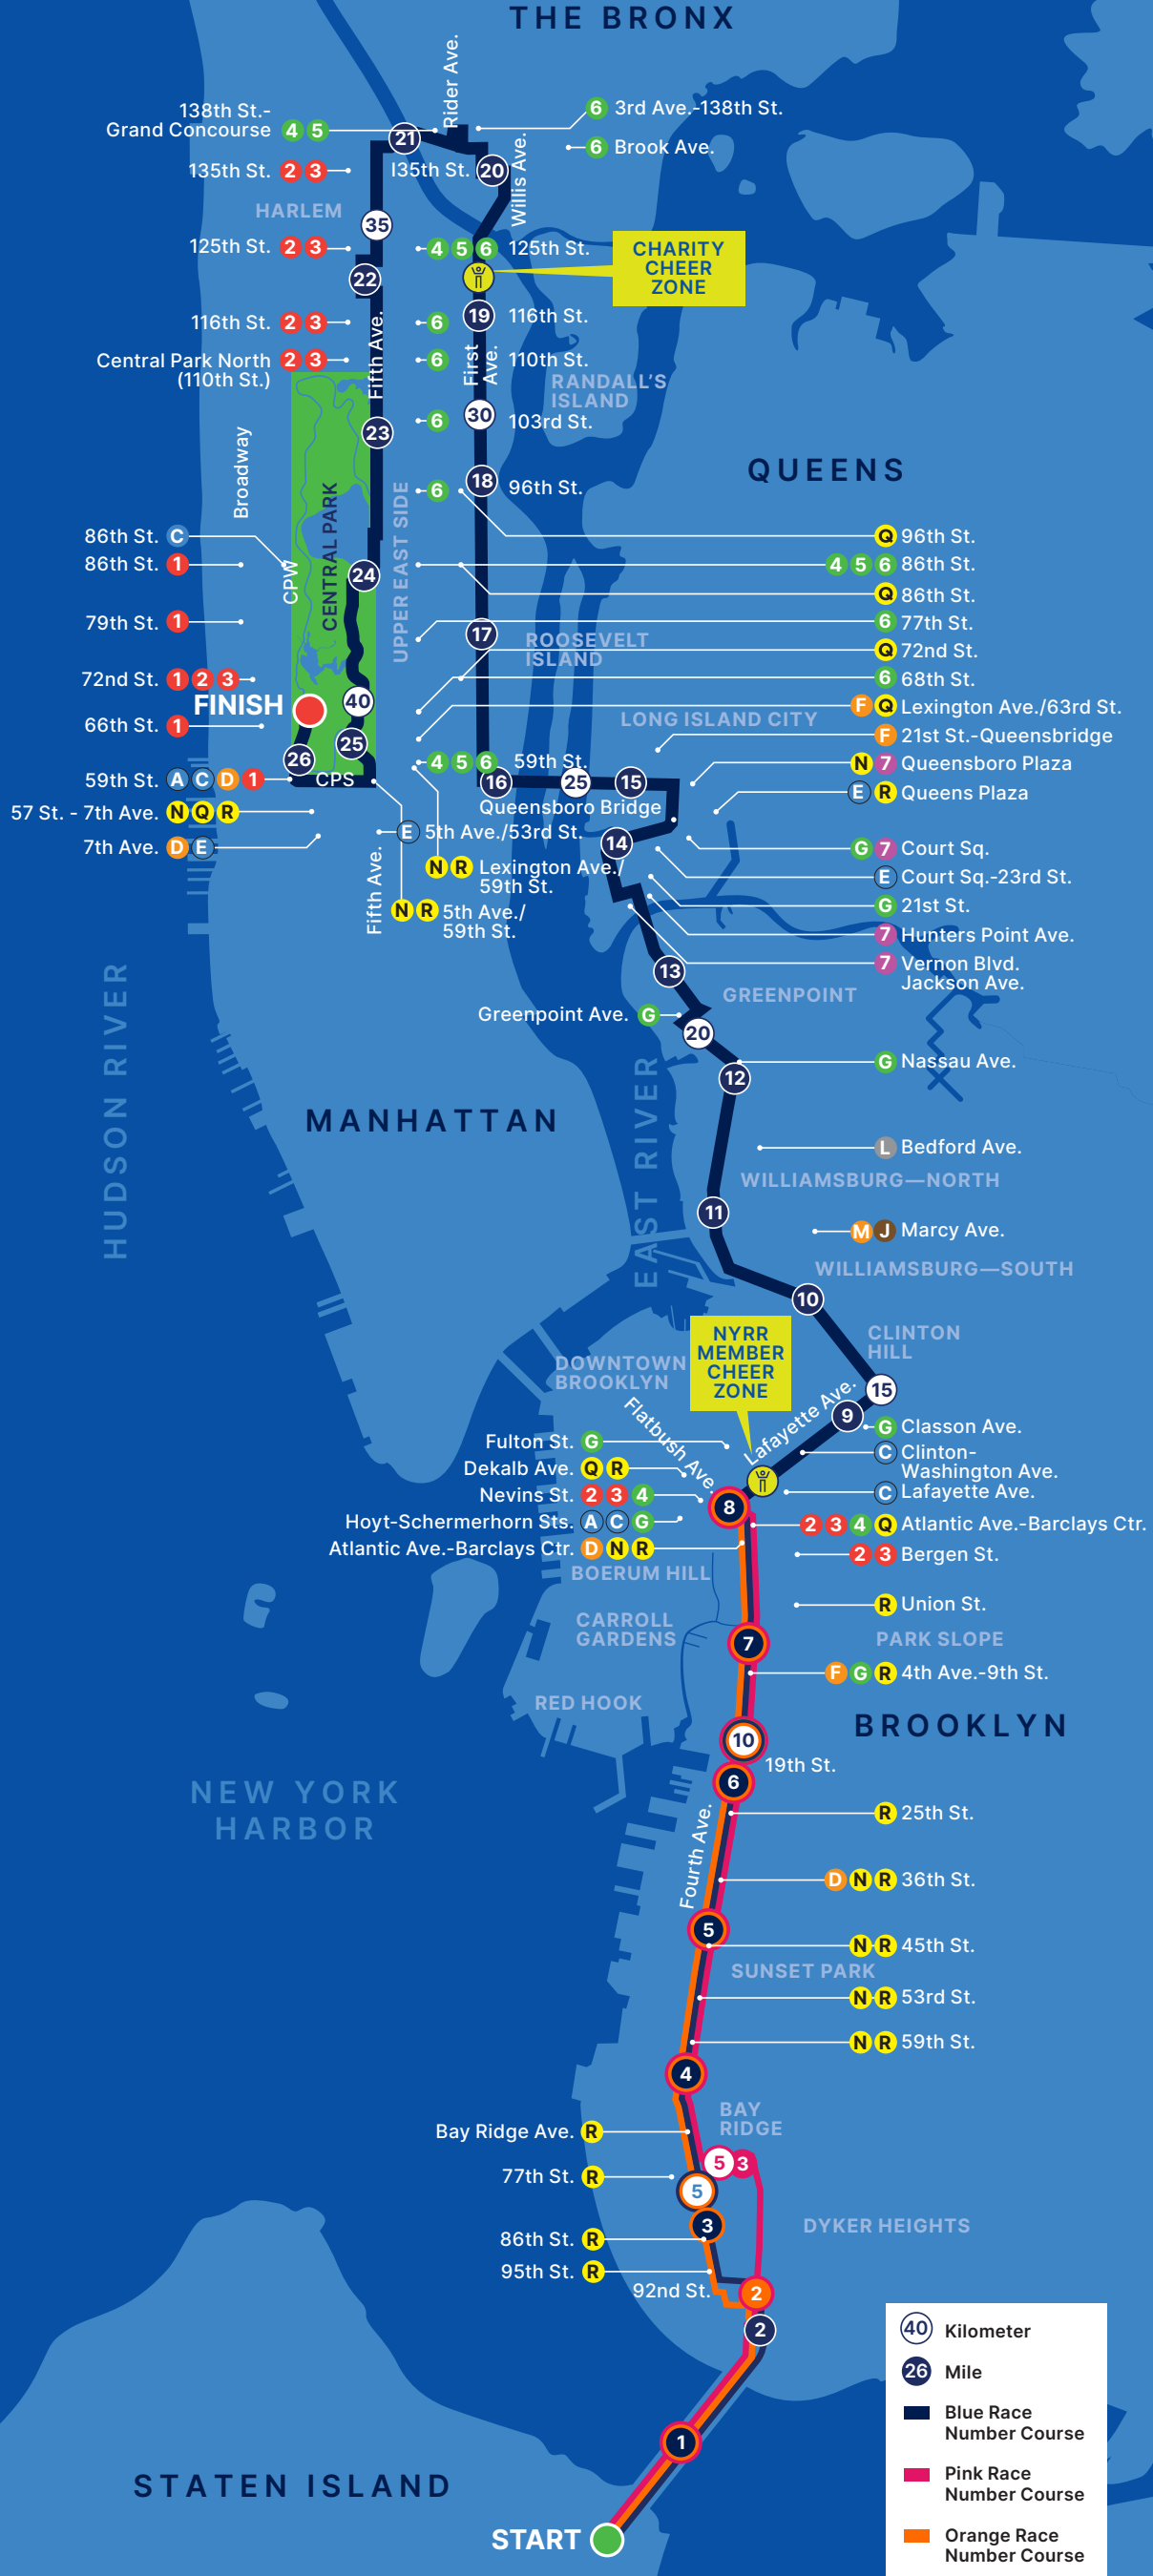 THE BRONX
Rider Ave.
138th St.-
Grand Concourse 4 5
21
6 3rd Ave.-138th St.
6 Brook Ave.
135th St. 2 3
I35th St.
20
Willis Ave.
HARLEM
35
125th St. 2 3
4 5 6 125th St.
CHARITY
CHEER
ZONE
22
116th St. 2 3
6
19
116th St.
Fifth Ave.
First
Ave.
Central Park North 2 3
(110th St.)
6
110th St.
RANDALL'S
ISLAND
30
6
103rd St.
23
Broadway
QUEENS
18
6
96th St.
CENTRAL PARK
UPPER EAST SIDE
86th St. C
Q 96th St.
86th St. 1
4 5 6 86th St.
CPW
24
Q 86th St.
79th St. 1
6 77th St.
17
ROOSEVELT
ISLAND
Q 72nd St.
72nd St. 1 2 3
6 68th St.
FINISH
40
F Q Lexington Ave./63rd St.
66th St. 1
LONG ISLAND CITY
F 21st St.-Queensbridge
25
26
4 5 6 59th St.
N 7 Queensboro Plaza
59th St. A C D 1
CPS
16
25
15
E R Queens Plaza
57 St. - 7th Ave. N Q R
Queensboro Bridge
7th Ave. D E
E 5th Ave./53rd St.
14
G 7 Court Sq.
N R Lexington Ave./
59th St.
E Court Sq.-23rd St.
Fifth Ave.
N R 5th Ave./
59th St.
G 21st St.
7 Hunters Point Ave.
7 Vernon Blvd.
Jackson Ave.
13
GREENPOINT
Greenpoint Ave. G
20
HUDSON RIVER
EAST RIVER
G Nassau Ave.
12
MANHATTAN
L Bedford Ave.
WILLIAMSBURG—NORTH
11
M J Marcy Ave.
WILLIAMSBURG—SOUTH
10
NYRR
MEMBER
CHEER
ZONE
CLINTON
HILL
DOWNTOWN
BROOKLYN
15
Flatbush Ave.
Lafayette Ave.
9
G Classon Ave.
Fulton St. G
C Clinton-
Washington Ave.
Dekalb Ave. Q R
C Lafayette Ave.
Nevins St. 2 3 4
8
Hoyt-Schermerhorn Sts. A C G
2 3 4 Q Atlantic Ave.-Barclays Ctr.
Atlantic Ave.-Barclays Ctr. D N R
2 3 Bergen St.
BOERUM HILL
R Union St.
CARROLL
GARDENS
7
PARK SLOPE
F G R 4th Ave.-9th St.
RED HOOK
BROOKLYN
10
19th St.
6
NEW YORK
HARBOR
R 25th St.
Fourth Ave.
D N R 36th St.
5
N R 45th St.
SUNSET PARK
N R 53rd St.
N R 59th St.
4
BAY
RIDGE
Bay Ridge Ave. R
5 3
77th St. R
5
3
DYKER HEIGHTS
86th St. R
95th St. R
92nd St.
2
2
1
STATEN ISLAND
START
40 Kilometer
26 Mile
Blue Race
Number Course
Pink Race
Number Course
Orange Race
Number Course